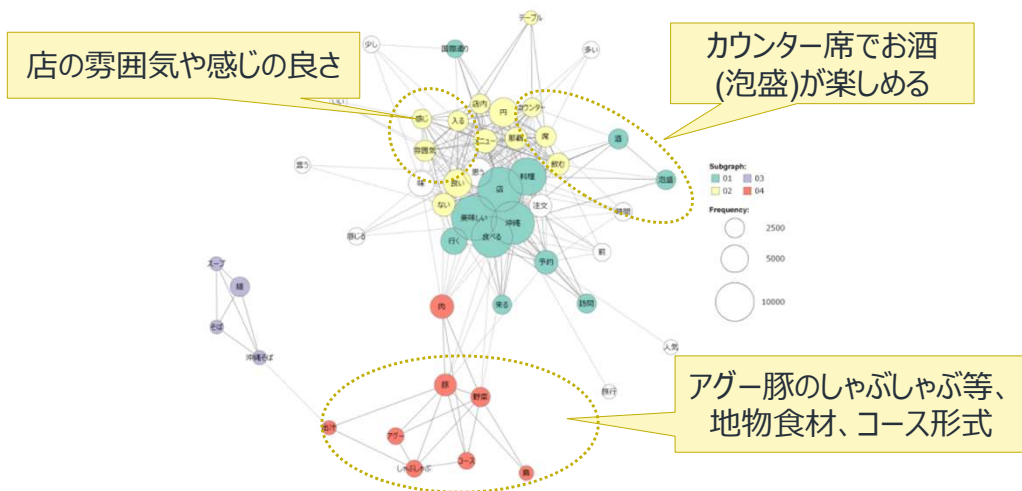 店の雰囲気や感じの良さ
カウンター席でお酒
(泡盛)が楽しめる
アグー豚のしゃぶしゃぶ等、
地物食材、コース形式
テーブル
少し
国際通り
多い
店内
円
カウンター
感じ
入る
ニュー
那覇
席
酒
雰囲気
思う
飲む
言う
味
良い
料理
泡盛
店
ない
注文
時間
美味しい
沖縄
感じる
行く
食べる
前
予約
スープ
麺
肉
来る
訪問
そば
人気
沖縄そば
豚
野菜
旅行
出汁
アグー
しゃぶしゃぶ
コース
Subgraph:
01 03
02 04
Frequency:
2500
5000
10000